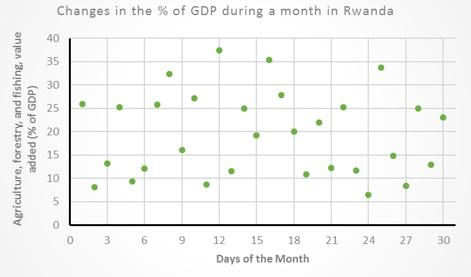 Changes in the % of GDP during a month in Rwanda
Agriculture, forestry, and fishing, value
added (% of GDP)
40
35
30
25
20
15
10
5
0
0 3 6 9 12 15 18 21 24 27 30
Days of the Month